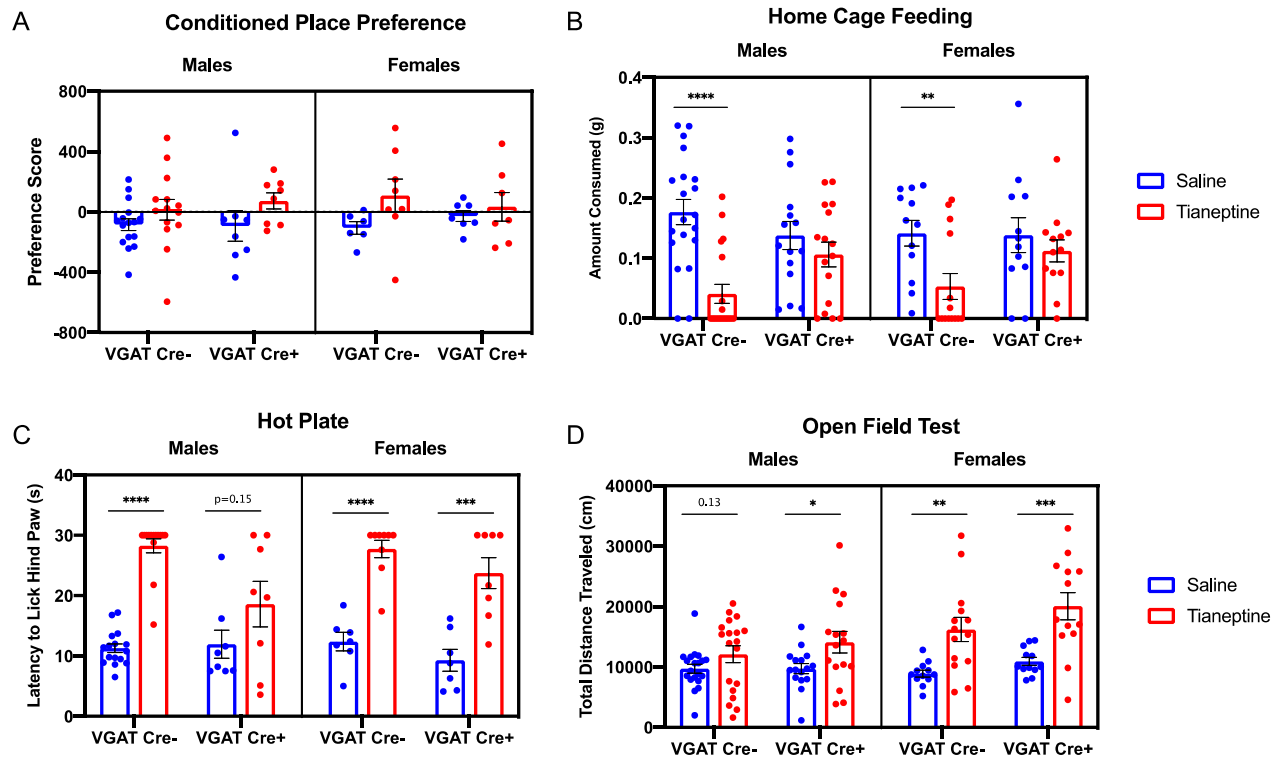 A
Conditioned Place Preference
Males
Females
Preference Score
800
400
0
-400
-800
VGAT Cre-
VGAT Cre+
VGAT Cre-
VGAT Cre+
B
Home Cage Feeding
Males
Females
Amount Consumed (g)
0.4
0.3
0.2
0.1
0.0
****
**
VGAT Cre-
VGAT Cre+
VGAT Cre-
VGAT Cre+
Saline
Tianeptine
C
Hot Plate
Males
Females
Latency to Lick Hind Paw (s)
40
30
20
10
0
****
p=0.15
****
***
VGAT Cre-
VGAT Cre+
VGAT Cre-
VGAT Cre+
D
Open Field Test
Males
Females
Total Distance Traveled (cm)
40000
30000
20000
10000
0
0.13
*
**
***
VGAT Cre-
VGAT Cre+
VGAT Cre-
VGAT Cre+
Saline
Tianeptine